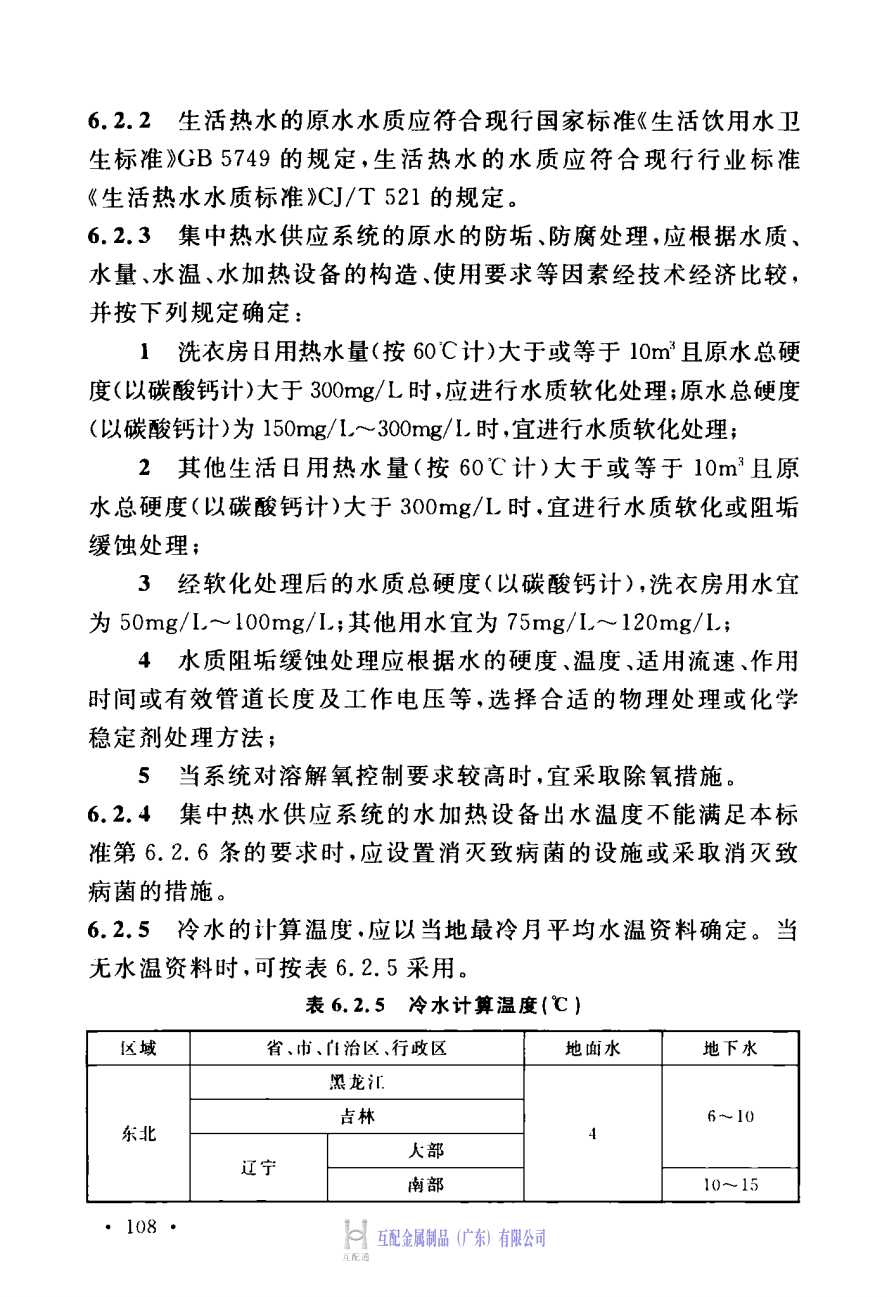 6.2.2 生活热水的原水水质应符合现行国家标准《生活饮用水卫
生标准》GB 5749 的规定,生活热水的水质应符合现行行业标准
《生活热水水质标准》CJ/T 521 的规定。
6.2.3 集中热水供应系统的原水的防垢、防腐处理,应根据水质、
水量、水温、水加热设备的构造、使用要求等因素经技术经济比较,
并按下列规定确定:
1 洗衣房日用热水量(按 60℃计)大于或等于 10m³且原水总硬
度(以碳酸钙计)大于 300mg/L 时,应进行水质软化处理;原水总硬度
(以碳酸钙计)为 150mg/L~300mg/L 时,宜进行水质软化处理;
2 其他生活日用热水量(按 60℃计)大于或等于 10m³且原
水总硬度(以碳酸钙计)大于 300mg/L 时,宜进行水质软化或阻垢
缓蚀处理;
3 经软化处理后的水质总硬度(以碳酸钙计),洗衣房用水宜
为 50mg/L~100mg/L;其他用水宜为 75mg/L~120mg/L;
4 水质阻垢缓蚀处理应根据水的硬度、温度、适用流速、作用
时间或有效管道长度及工作电压等,选择合适的物理处理或化学
稳定剂处理方法;
5 当系统对溶解氧控制要求较高时,宜采取除氧措施。
6.2.4 集中热水供应系统的水加热设备出水温度不能满足本标
准第 6.2.6 条的要求时,应设置消灭致病菌的设施或采取消灭致
病菌的措施。
6.2.5 冷水的计算温度,应以当地最冷月平均水温资料确定。当
无水温资料时,可按表 6.2.5 采用。
表 6.2.5 冷水计算温度(℃)
区域 省、市、自治区、行政区 地面水 地下水
黑龙江
吉林 6~10
东北 4
大部
辽宁
南部 10~15
· 108 ·
互配金属制品(广东)有限公司
互配通